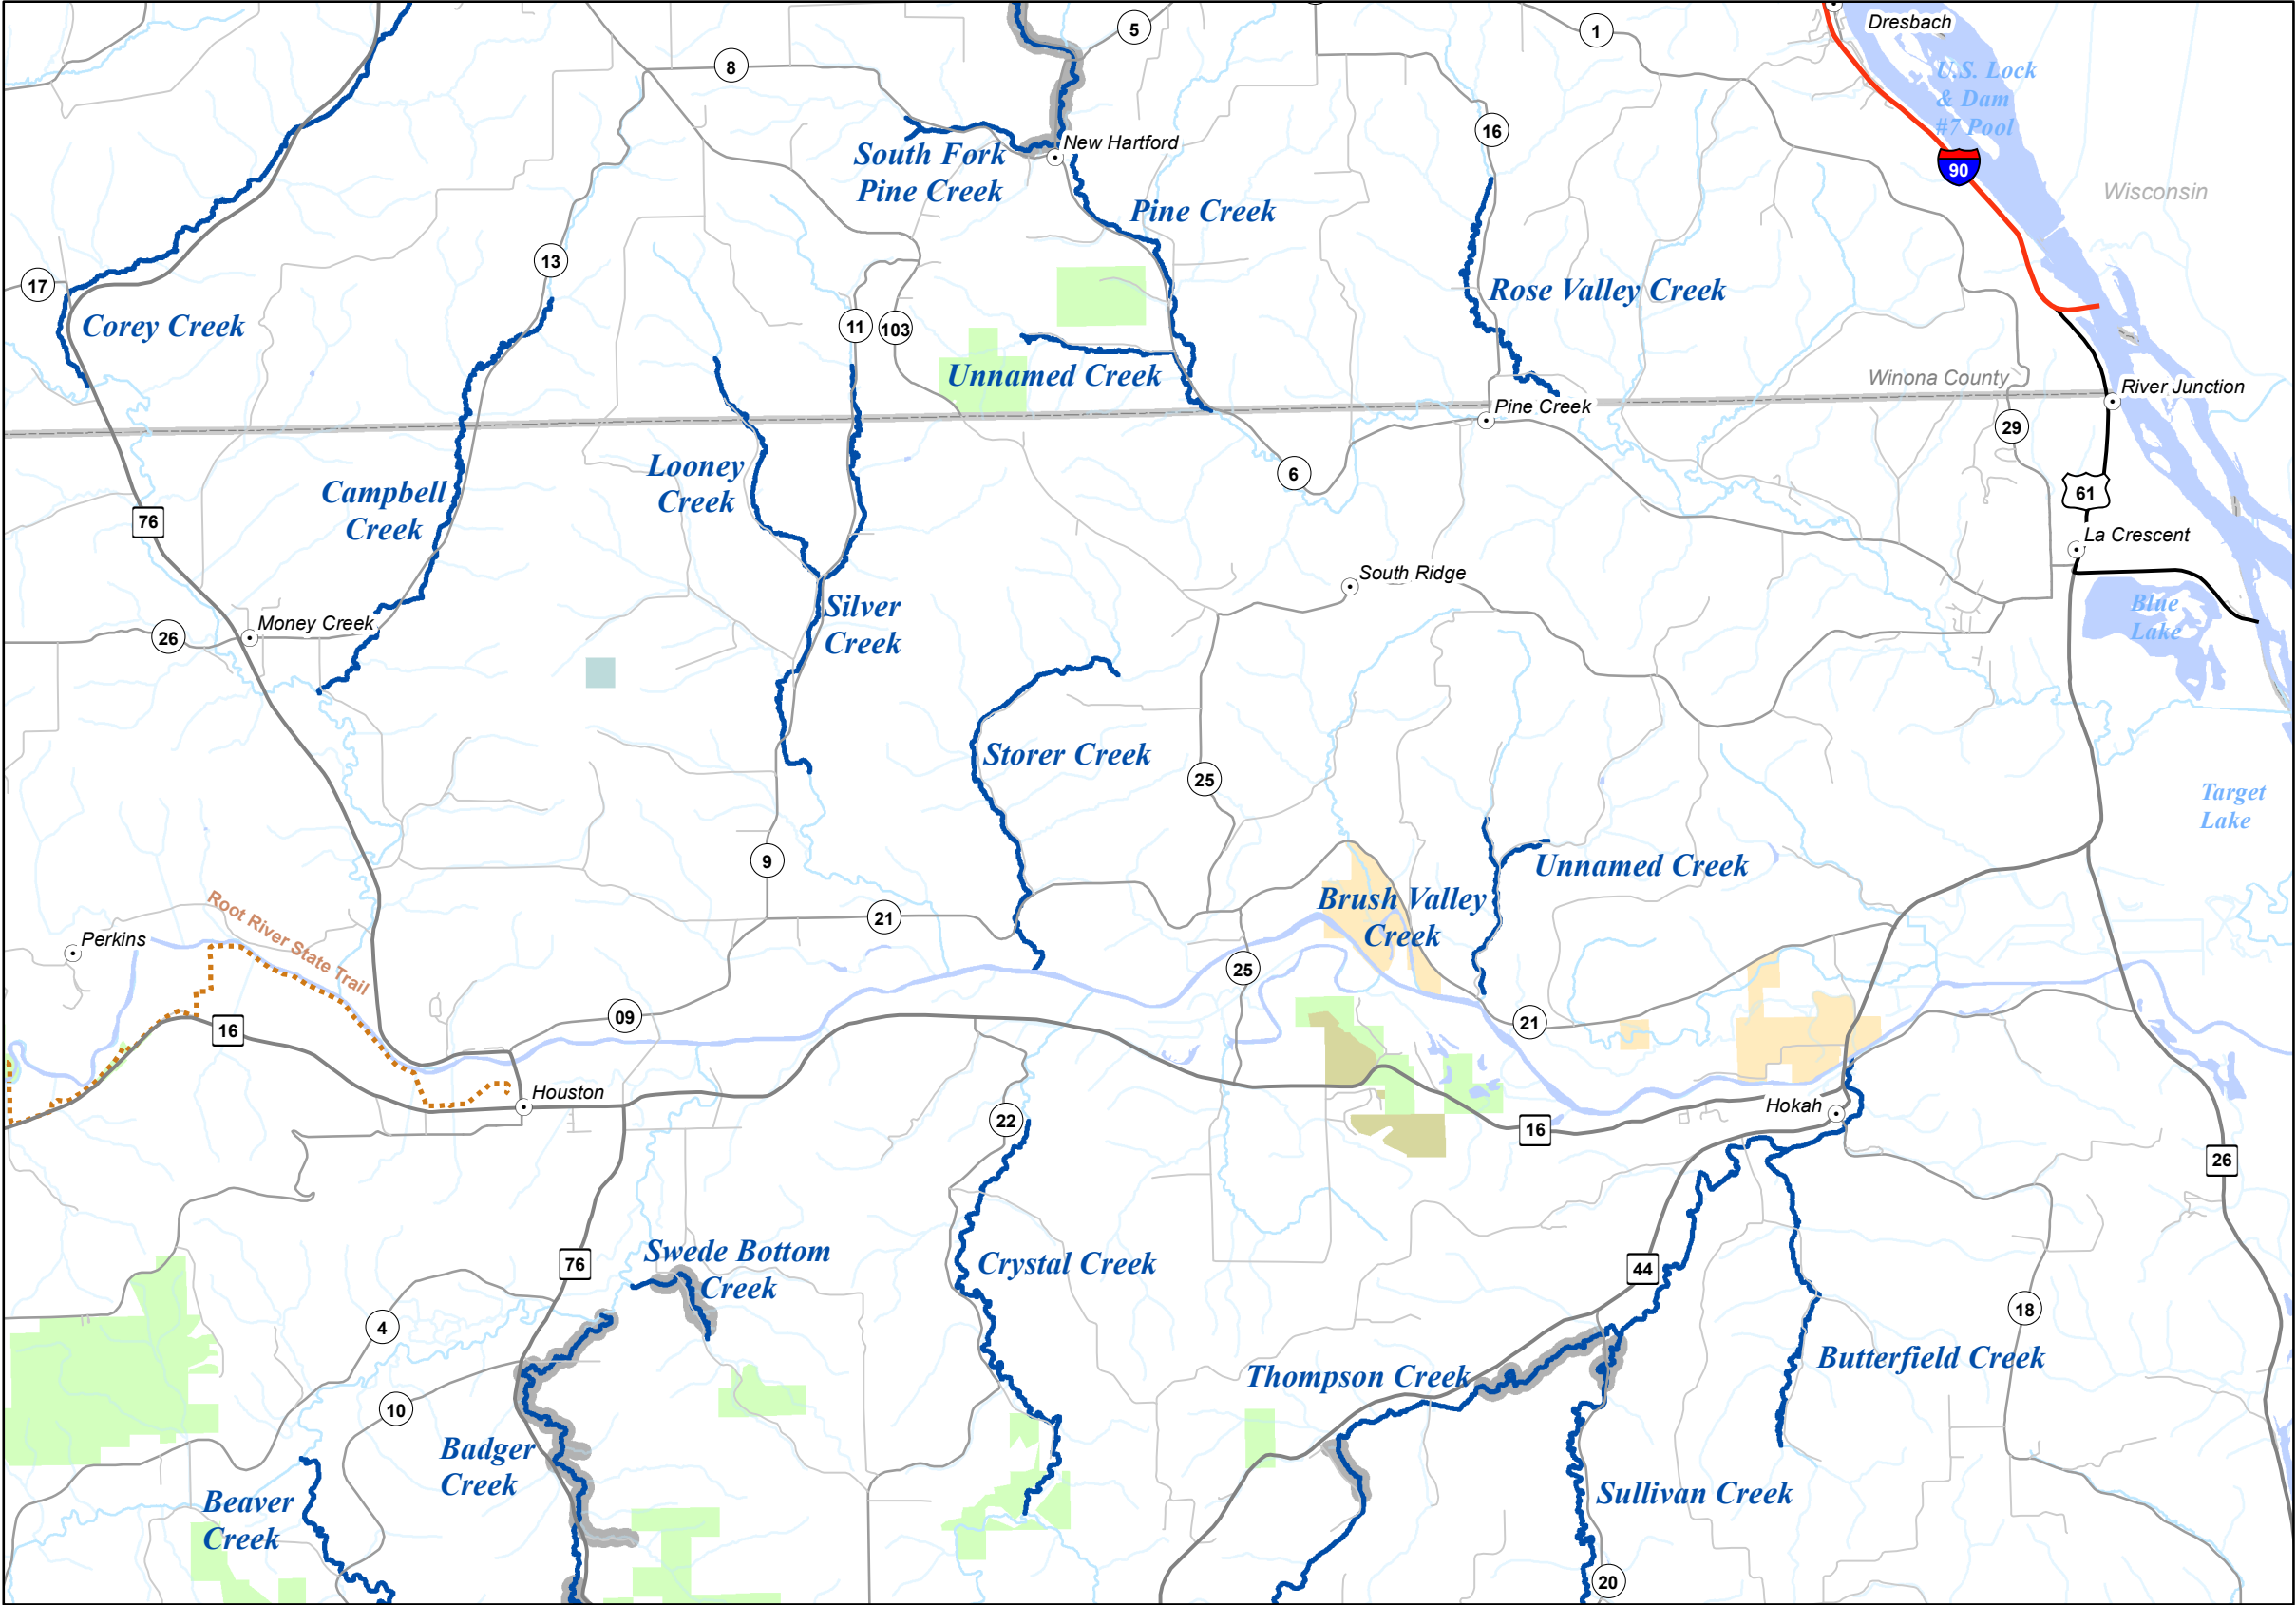 Dresbach
5
1
8
U.S. Lock
& Dam
#7 Pool
16
New Hartford
South Fork
Pine Creek
90
Wisconsin
Pine Creek
13
17
Rose Valley Creek
Corey Creek
11
103
Unnamed Creek
Winona County
River Junction
Pine Creek
29
Looney
Creek
6
Campbell
Creek
61
76
La Crescent
South Ridge
Silver
Creek
Blue
Lake
Money Creek
26
Storer Creek
25
Target
Lake
9
Unnamed Creek
Brush Valley
Creek
21
Root River State Trail
Perkins
25
09
16
21
Houston
Hokah
22
16
26
Swede Bottom
Creek
76
Crystal Creek
44
18
4
Butterfield Creek
Thompson Creek
10
Badger
Creek
Sullivan Creek
Beaver
Creek
20